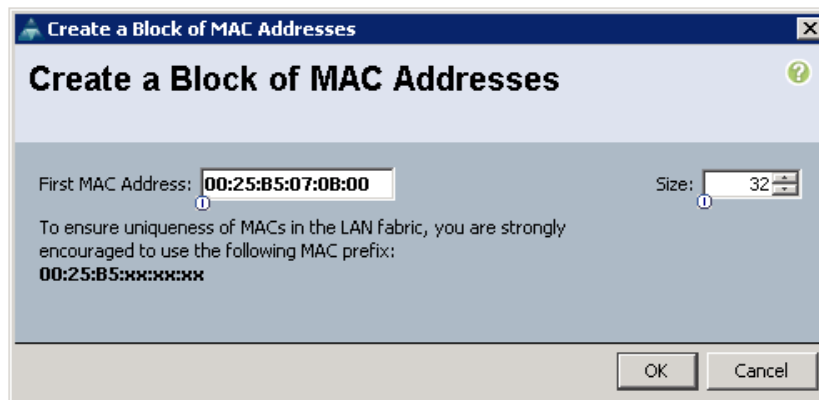 Create a Block of MAC Addresses
Create a Block of MAC Addresses
First MAC Address: 00:25:B5:07:0B:00 Size: 32
To ensure uniqueness of MACs in the LAN fabric, you are strongly
encouraged to use the following MAC prefix:
00:25:B5:xx:xx:xx
OK Cancel